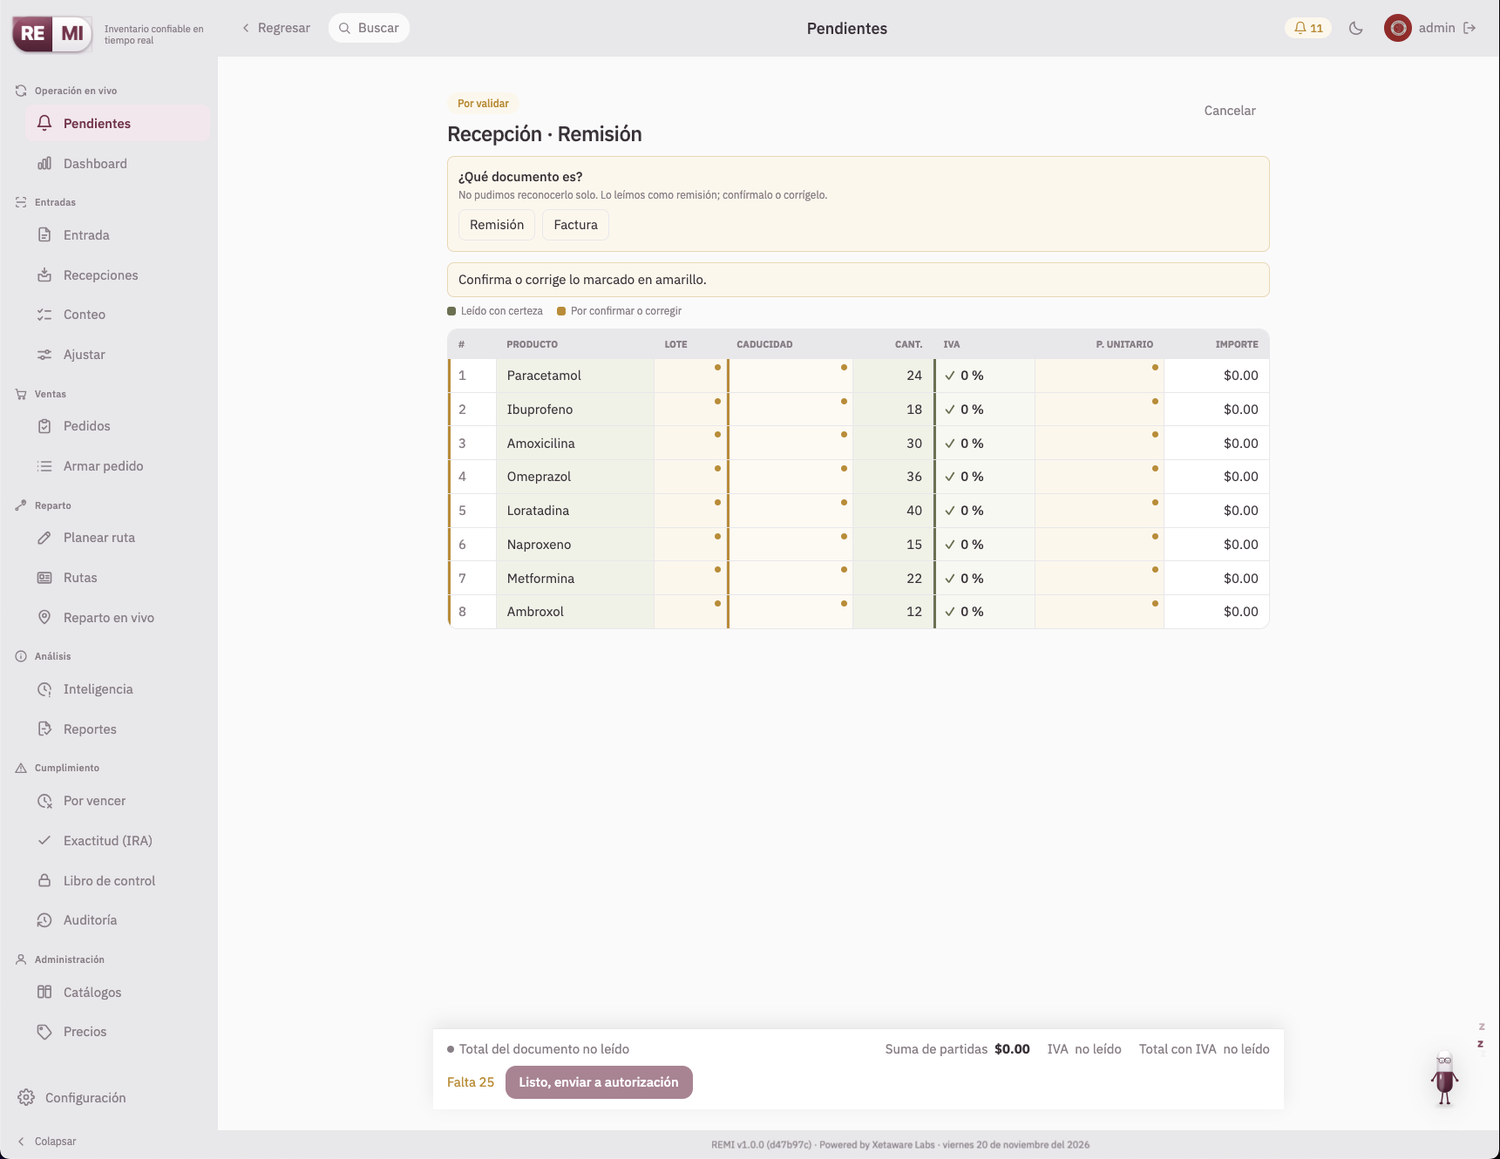 RE MI
Inventario confiable en
tiempo real
Regresar
Buscar
Pendientes
11
admin
Operación en vivo
Pendientes
Dashboard
Entradas
Entrada
Recepciones
Conteo
Ajustar
Ventas
Pedidos
Armar pedido
Reparto
Planear ruta
Rutas
Reparto en vivo
Análisis
Inteligencia
Reportes
Cumplimiento
Por vencer
Exactitud (IRA)
Libro de control
Auditoría
Administración
Catálogos
Precios
Configuración
Colapsar
Por validar
Cancelar
Recepción · Remisión
¿Qué documento es?
No pudimos reconocerlo solo. Lo leímos como remisión; confírmalo o corrígelo.
Remisión Factura
Confirma o corrige lo marcado en amarillo.
Leído con certeza Por confirmar o corregir
# PRODUCTO LOTE CADUCIDAD CANT. IVA P. UNITARIO IMPORTE
1 Paracetamol 24 0 % $0.00
2 Ibuprofeno 18 0 % $0.00
3 Amoxicilina 30 0 % $0.00
4 Omeprazol 36 0 % $0.00
5 Loratadina 40 0 % $0.00
6 Naproxeno 15 0 % $0.00
7 Metformina 22 0 % $0.00
8 Ambroxol 12 0 % $0.00
Total del documento no leído
Suma de partidas $0.00 IVA no leído Total con IVA no leído
Falta 25 Listo, enviar a autorización
z
z
REMI v1.0.0 (d47b97c) · Powered by Xetaware Labs · viernes 20 de noviembre del 2026